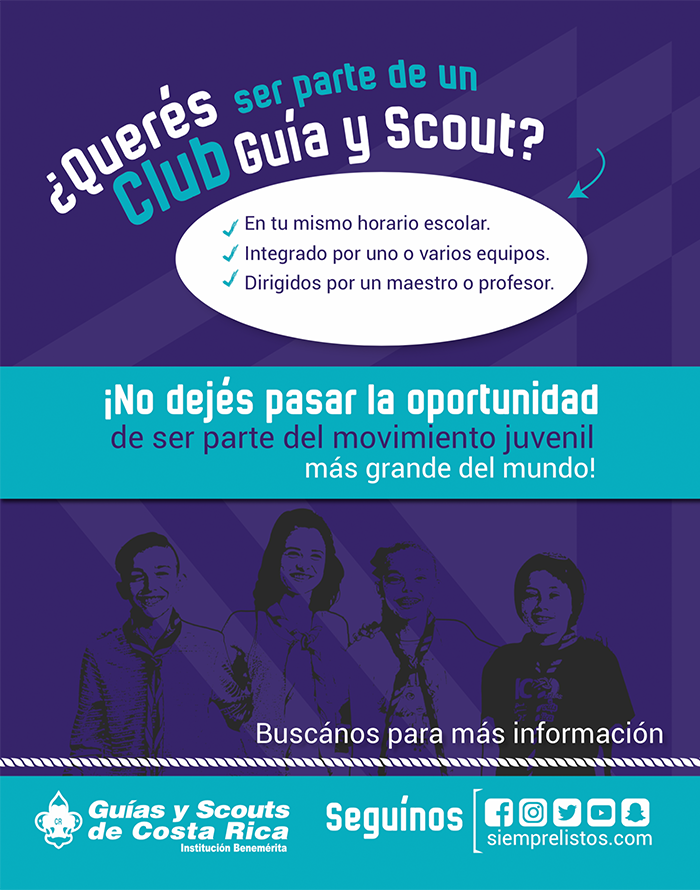 ¿Querés ser parte de un
Club Guía y Scout?
En tu mismo horario escolar.
Integrado por uno o varios equipos.
Dirigidos por un maestro o profesor.
¡No dejés pasar la oportunidad
de ser parte del movimiento juvenil
más grande del mundo!
Buscános para más información
CR
Guías y Scouts
de Costa Rica
Institución Benemérita
Seguínos
siemprelistos.com